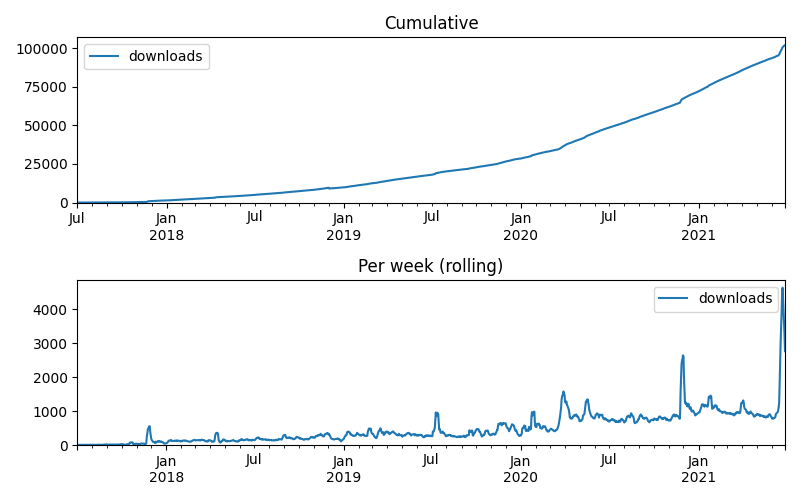 Cumulative
downloads
100000
75000
50000
25000
0
Jul Jan Jul Jan Jul Jan Jul Jan
2018 2019 2020 2021
Per week (rolling)
downloads
4000
3000
2000
1000
0
Jan Jul Jan Jul Jan Jul Jan
2018 2019 2020 2021